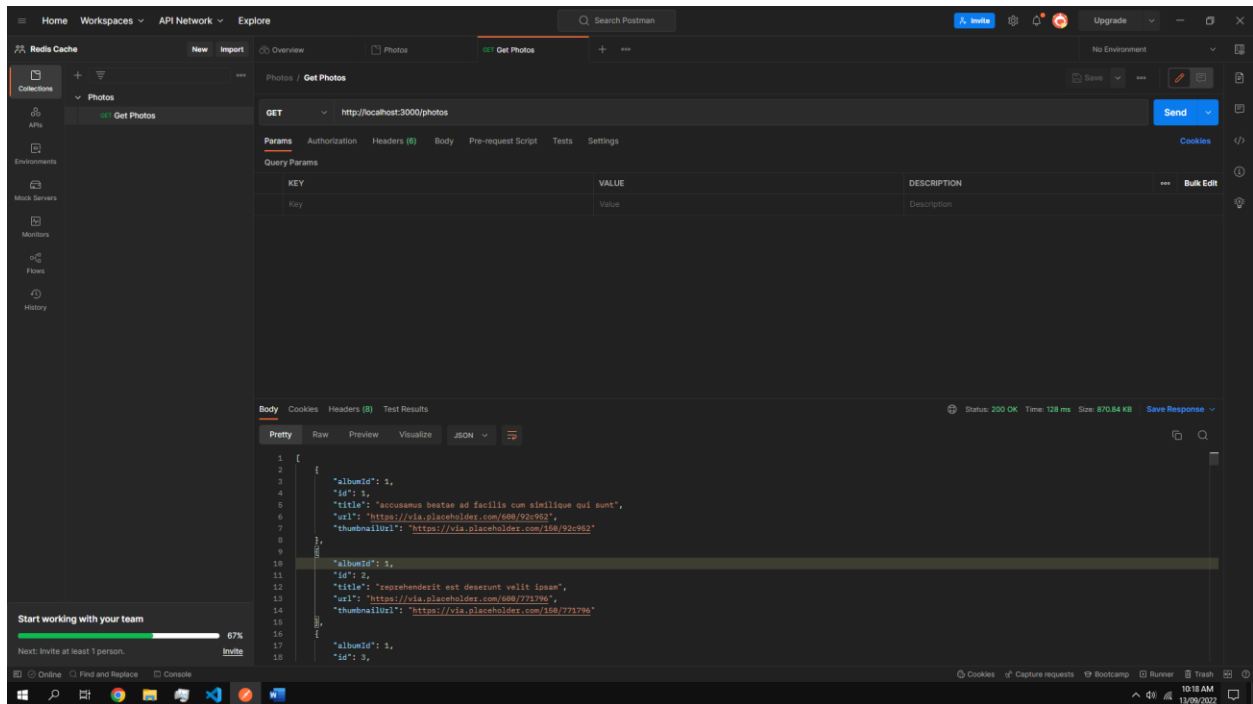 Home Workspaces API Network Explore Search Postman Invite Upgrade
Redis Cache New Import Overview Photos GET Get Photos No Environment
Collections
Photos / Get Photos Save
Photos
GET Get Photos
APIs
GET http://localhost:3000/photos Send
Environments
Params Authorization Headers (6) Body Pre-request Script Tests Settings Cookies
Query Params
KEY VALUE DESCRIPTION Bulk Edit
Key Value Description
Mock Servers
Monitors
Flows
History
Body Cookies Headers (8) Test Results Status: 200 OK Time: 128 ms Size: 870.84 KB Save Response
Pretty Raw Preview Visualize JSON
1 [
2 {
3 "albumId": 1,
4 "id": 1,
5 "title": "accusamus beatae ad facilis cum similique qui sunt",
6 "url": "https://via.placeholder.com/600/92c952",
7 "thumbnailUrl": "https://via.placeholder.com/150/92c952"
8 },
9 {
10 "albumId": 1,
11 "id": 2,
12 "title": "reprehenderit est deserunt velit ipsam",
13 "url": "https://via.placeholder.com/600/771796",
14 "thumbnailUrl": "https://via.placeholder.com/150/771796"
15 },
16 {
17 "albumId": 1,
18 "id": 3,
Start working with your team
67%
Next: Invite at least 1 person. Invite
Online Find and Replace Console Cookies Capture requests Bootcamp Runner Trash
10:18 AM
13/09/2022